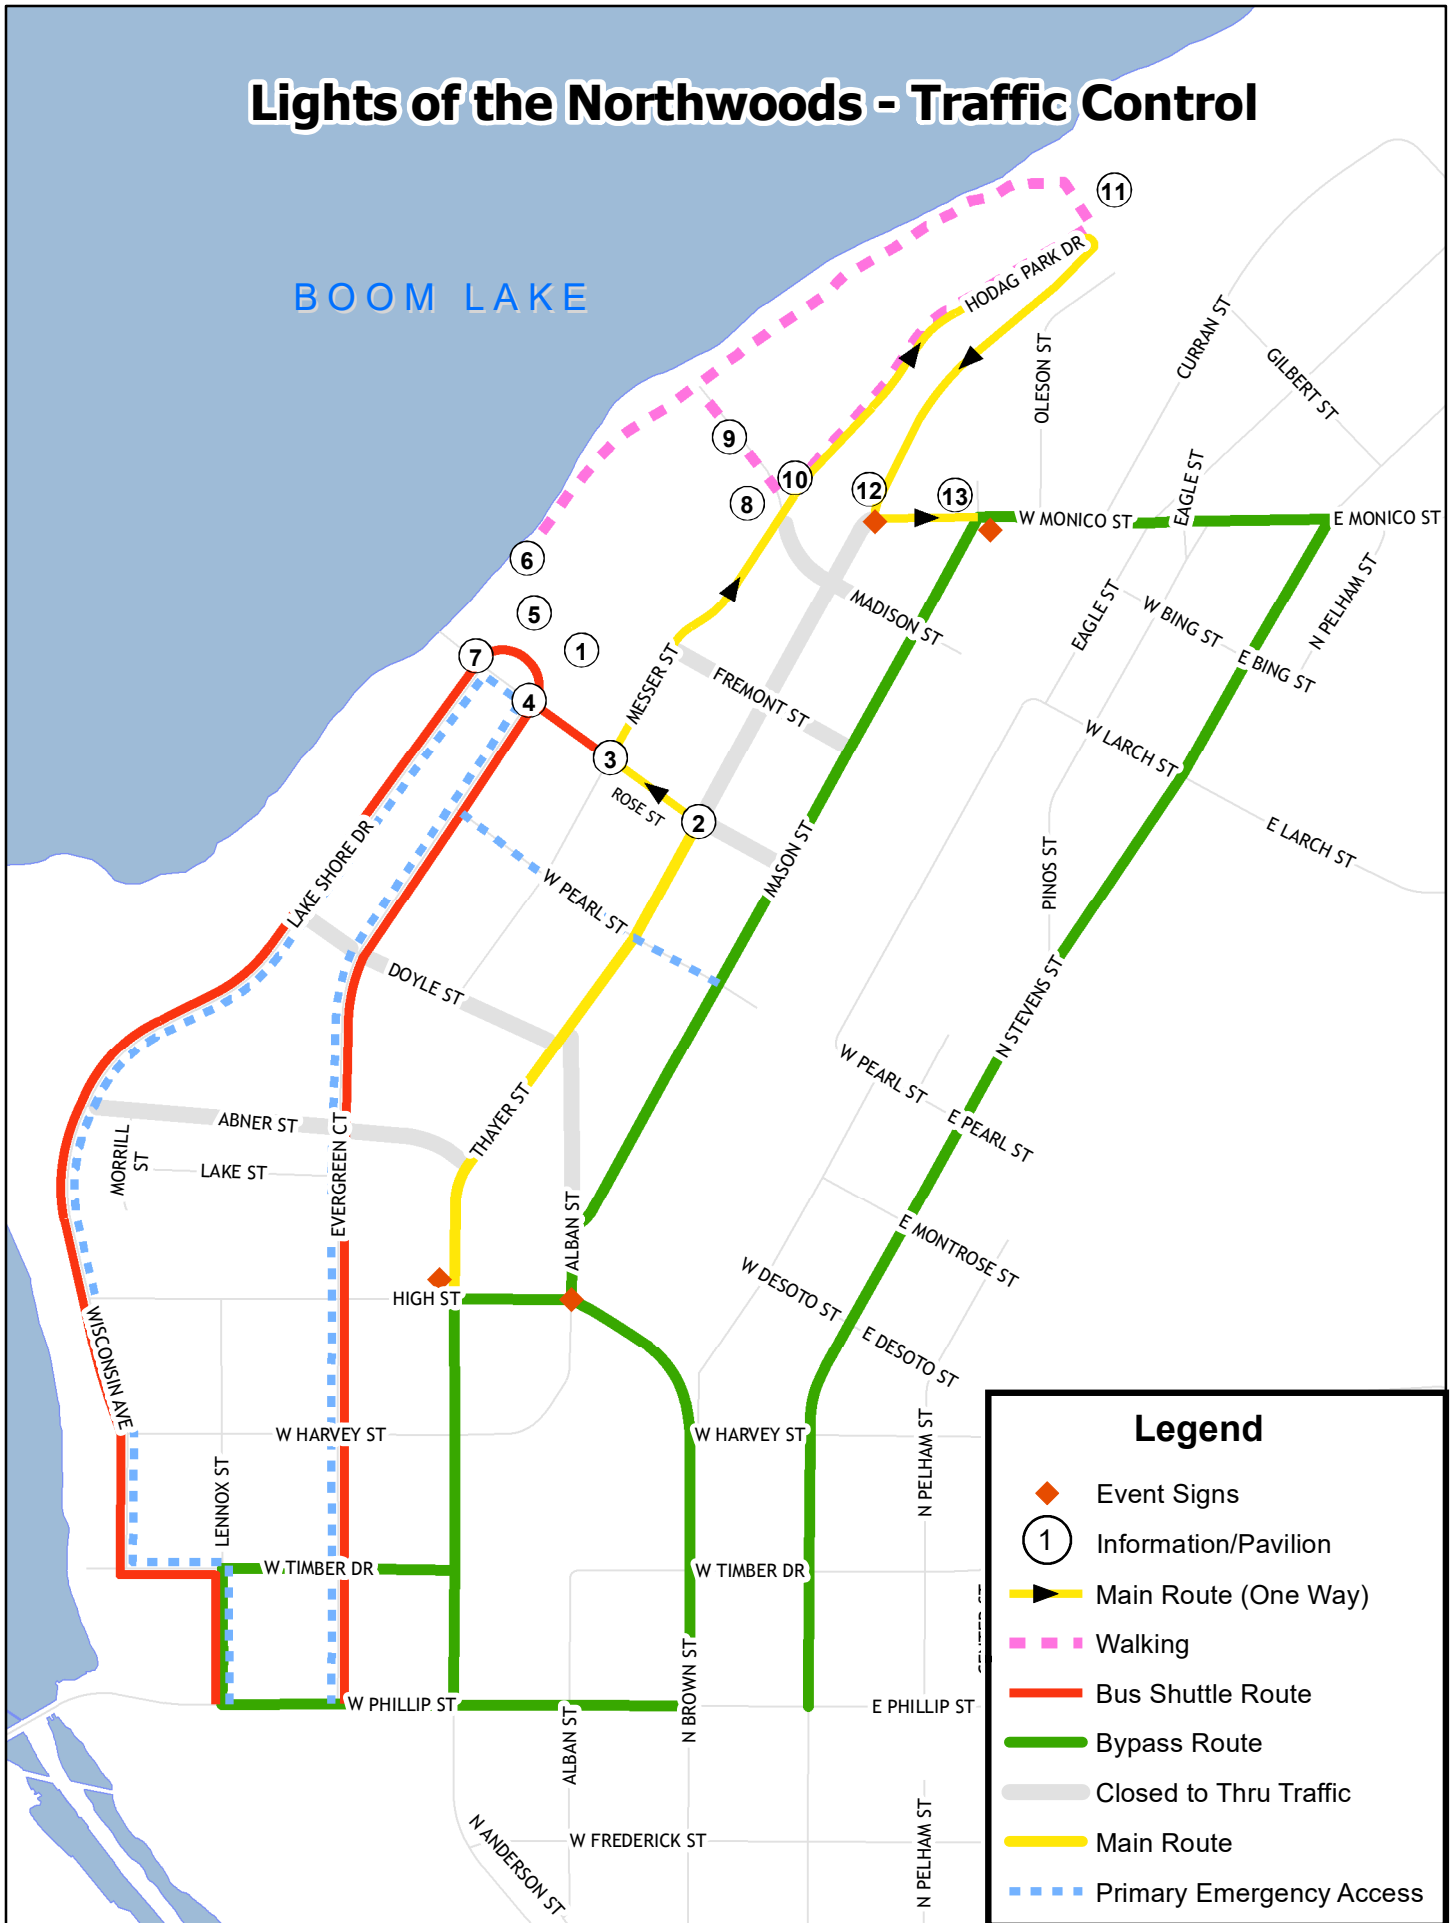 Lights of the Northwoods - Traffic Control
11
BOOM LAKE
HODAG PARK DR
CURRAN ST
OLESON ST
GILBERT ST
9
10
12
13
8
EAGLE ST
W MONICO ST
E MONICO ST
6
5
1
7
4
3
2
MADISON ST
EAGLE ST
W BING ST
N PELHAM ST
E BING ST
MESSER ST
FREMONT ST
W LARCH ST
ROSE ST
E LARCH ST
LAKE SHORE DR
MASON ST
PINOS ST
W PEARL ST
DOYLE ST
N STEVENS ST
W PEARL ST
E PEARL ST
ABNER ST
THAYER ST
MORRILL
ST
LAKE ST
EVERGREEN CT
ALBAN ST
E MONTROSE ST
W DESOTO ST
E DESOTO ST
HIGH ST
WISCONSIN AVE
W HARVEY ST
W HARVEY ST
N PELHAM ST
LENNOX ST
W TIMBER DR
W TIMBER DR
N BROWN ST
W PHILLIP ST
E PHILLIP ST
ALBAN ST
N ANDERSON ST
W FREDERICK ST
N PELHAM ST
Legend
Event Signs
1
Information/Pavilion
Main Route (One Way)
Walking
Bus Shuttle Route
Bypass Route
Closed to Thru Traffic
Main Route
Primary Emergency Access